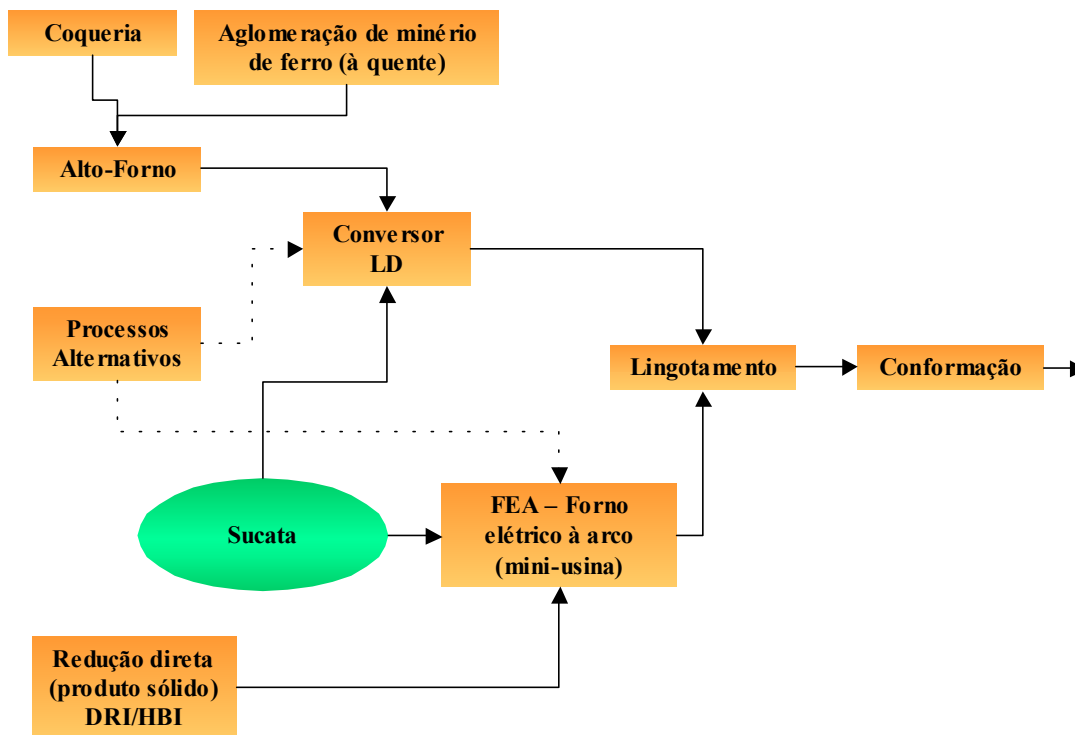 Coqueria
Aglomeração de minério
de ferro (à quente)
Alto-Forno
Conversor
LD
Processos
Alternativos
Lingotamento
Conformação
Sucata
FEA – Forno
elétrico à arco
(mini-usina)
Redução direta
(produto sólido)
DRI/HBI